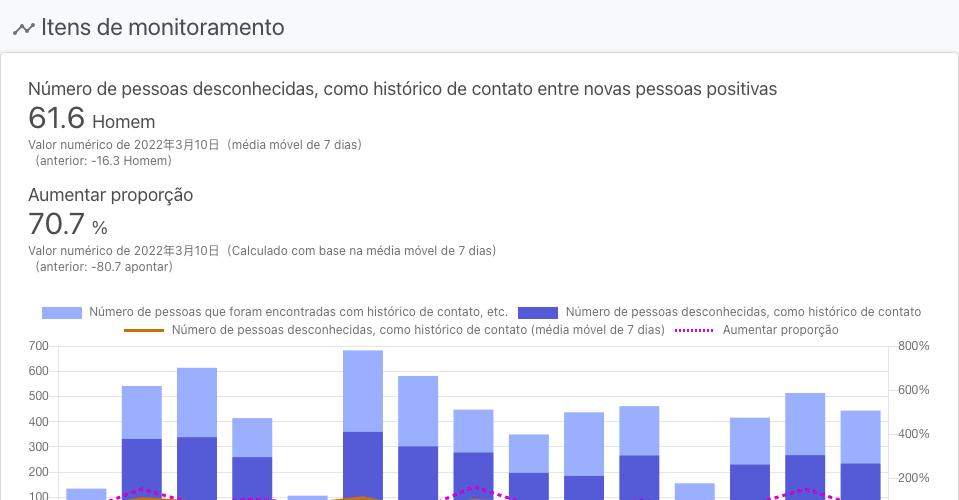 Itens de monitoramento
Número de pessoas desconhecidas, como histórico de contato entre novas pessoas positivas
61.6 Homem
Valor numérico de 2022年3月10日（média móvel de 7 dias)
（anterior: -16.3 Homem)
Aumentar proporção
70.7 %
Valor numérico de 2022年3月10日（Calculado com base na média móvel de 7 dias)
（anterior: -80.7 apontar)
Número de pessoas que foram encontradas com histórico de contato, etc. Número de pessoas desconhecidas, como histórico de contato
Número de pessoas desconhecidas, como histórico de contato (média móvel de 7 dias) Aumentar proporção
700 800%
600 600%
500
400 400%
300
200 200%
100